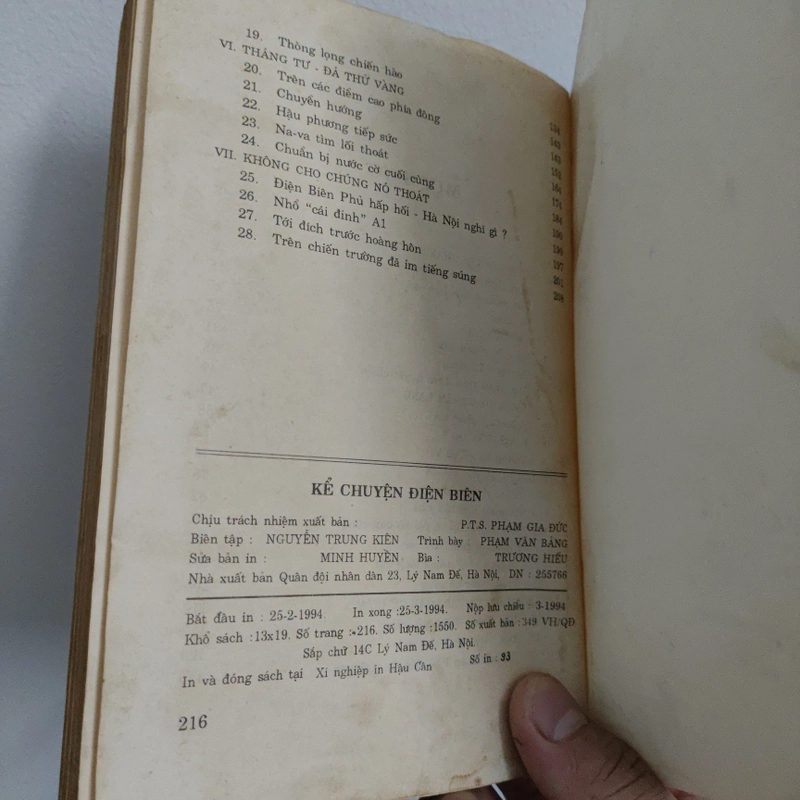 19. Thòng lọng chiến hào
VI. THÁNG TƯ - ĐÁ THỬ VÀNG
20. Trên các điểm cao phía đông
21. Chuyển hướng
22. Hậu phương tiếp sức
23. Na-va tìm lối thoát
24. Chuẩn bị nước cờ cuối cùng
VII. KHÔNG CHO CHÚNG NÓ THOÁT
25. Điện Biên Phủ hấp hối - Hà Nội nghĩ gì ?
26. Nhổ "cái đinh" A1
27. Tới đích trước hoàng hôn
28. Trên chiến trường đã im tiếng súng
197
201
KỂ CHUYỆN ĐIỆN BIÊN
Chịu trách nhiệm xuất bản : P.T.S. PHẠM GIA ĐỨC
Biên tập : NGUYỄN TRUNG KIÊN Trình bày : PHẠM VĂN BẢNG
Sửa bản in : MINH HUYỀN Bìa : TRƯƠNG HIẾU
Nhà xuất bản Quân đội nhân dân 23, Lý Nam Đế, Hà Nội, DN : 255766
Bắt đầu in : 25-2-1994. In xong :25-3-1994. Nộp lưu chiểu : 3-1994
Khổ sách :13x19. Số trang :216. Số lượng :1550. Số xuất bản :349 VH/QĐ
Sắp chữ 14C Lý Nam Đế, Hà Nội
In và đóng sách tại Xí nghiệp in Hậu Cần Số in : 93
216